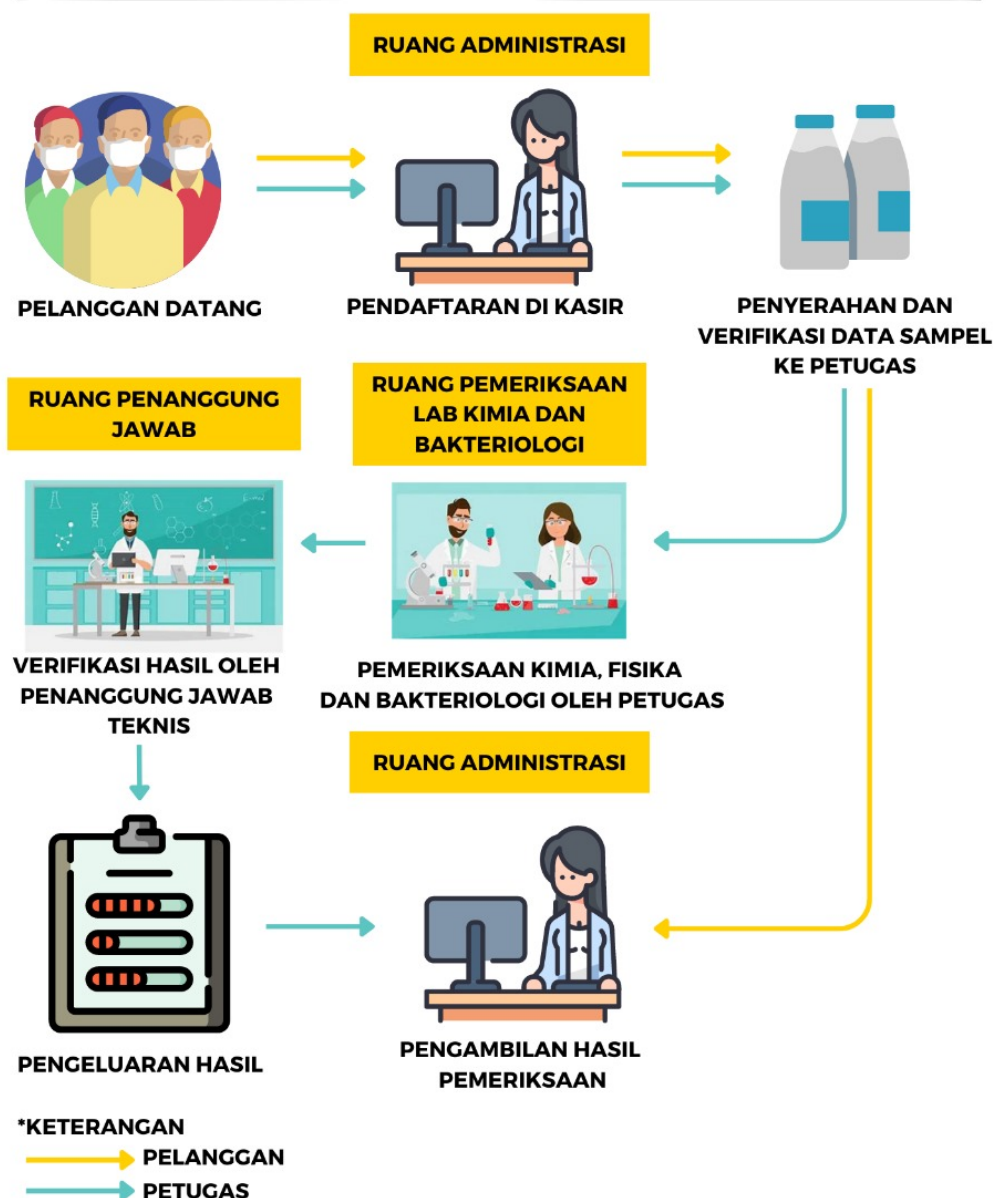 RUANG ADMINISTRASI
PELANGGAN DATANG
PENDAFTARAN DI KASIR
PENYERAHAN DAN
VERIFIKASI DATA SAMPEL
KE PETUGAS
RUANG PENANGGUNG
JAWAB
RUANG PEMERIKSAAN
LAB KIMIA DAN
BAKTERIOLOGI
VERIFIKASI HASIL OLEH
PENANGGUNG JAWAB
TEKNIS
PEMERIKSAAN KIMIA, FISIKA
DAN BAKTERIOLOGI OLEH PETUGAS
RUANG ADMINISTRASI
PENGELUARAN HASIL
PENGAMBILAN HASIL
PEMERIKSAAN
*KETERANGAN
PELANGGAN
PETUGAS